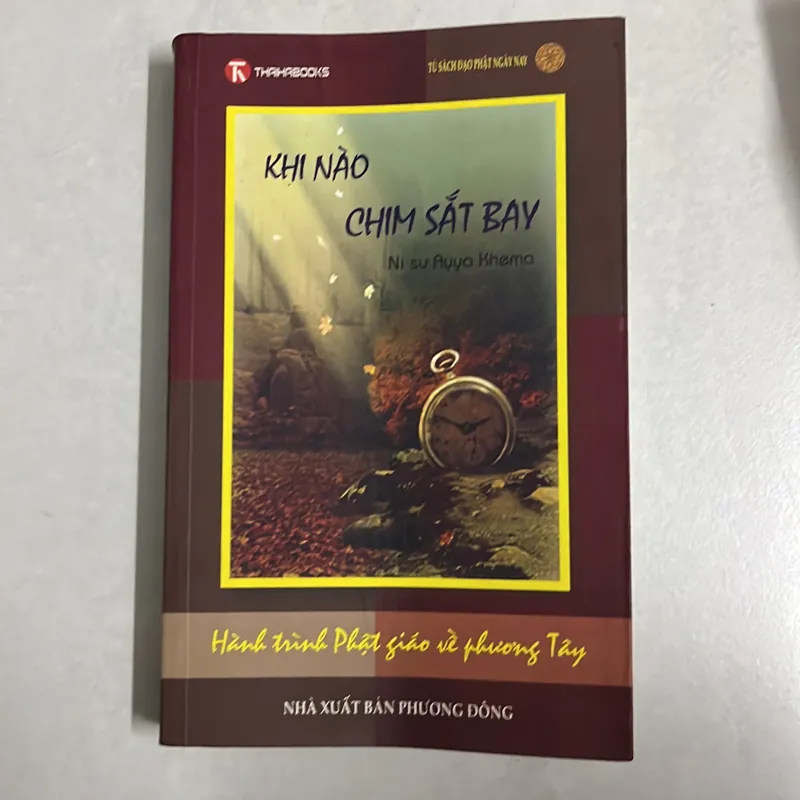 THAIHABOOKS
TỦ SÁCH ĐẠO PHẬT NGÀY NAY
KHI NÀO
CHIM SẮT BAY
Ni sư Ayya Khema
Hành trình Phật giáo về phương Tây
NHÀ XUẤT BẢN PHƯƠNG ĐÔNG